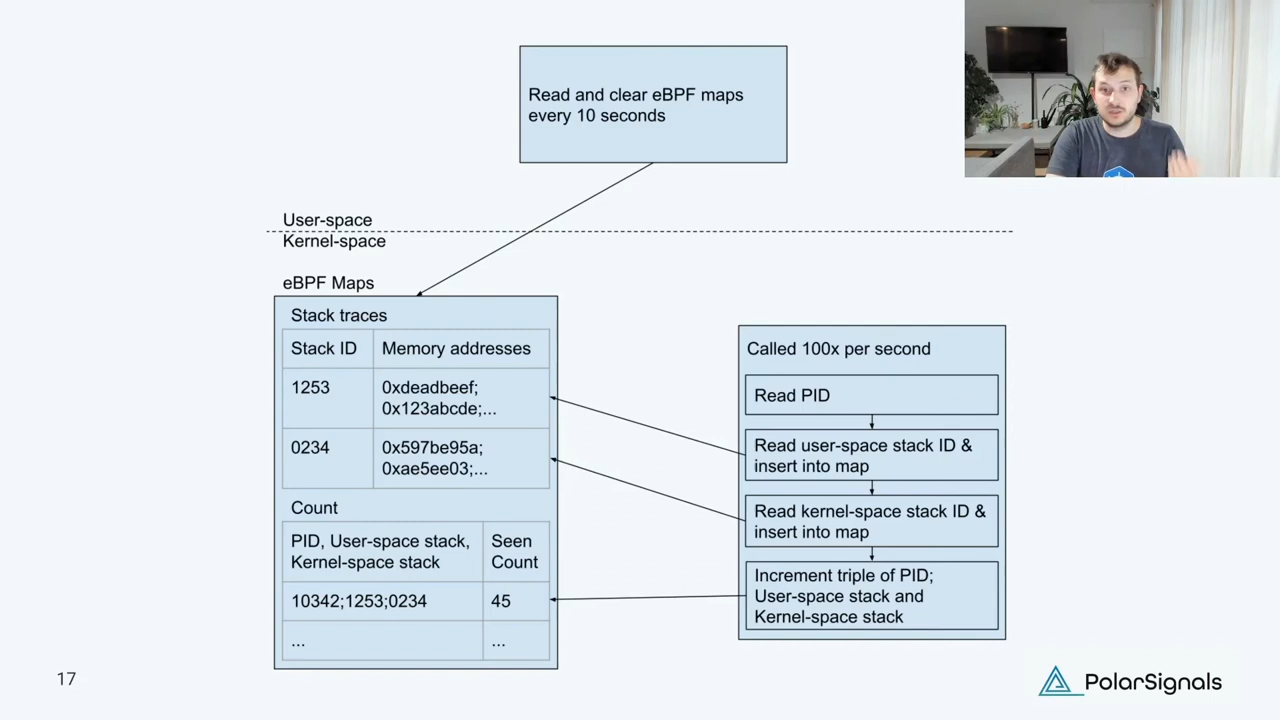 Read and clear eBPF maps
every 10 seconds
User-space
Kernel-space
eBPF Maps
Stack traces
Stack ID
Memory addresses
1253
0xdeadbeef;
0x123abcde;...
0234
0x597be95a;
0xae5ee03;...
Count
PID, User-space stack,
Kernel-space stack
Seen
Count
10342;1253;0234
45
...
...
Called 100x per second
Read PID
Read user-space stack ID &
insert into map
Read kernel-space stack ID &
insert into map
Increment triple of PID;
User-space stack and
Kernel-space stack
17
PolarSignals